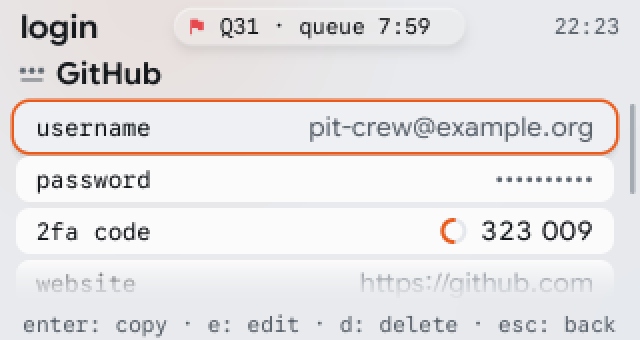 login
Q31 · queue 7:59
22:23
GitHub
username pit-crew@example.org
password ••••••••••
2fa code 323 009
website https://github.com
enter: copy · e: edit · d: delete · esc: back